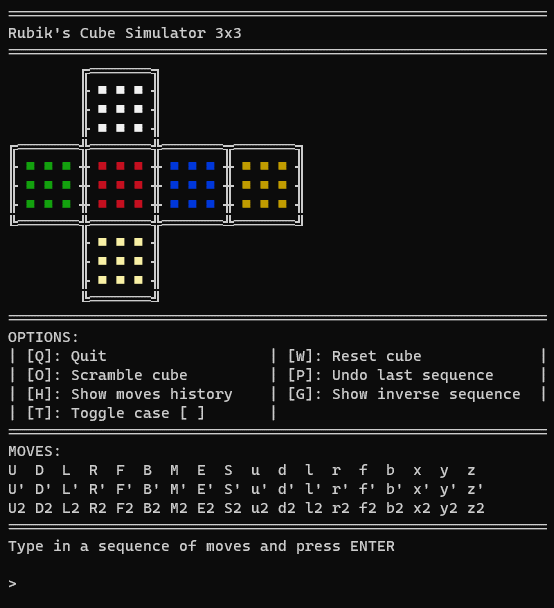 Rubik's Cube Simulator 3x3
OPTIONS:
| [Q]: Quit | [W]: Reset cube |
| [O]: Scramble cube | [P]: Undo last sequence |
| [H]: Show moves history | [G]: Show inverse sequence |
| [T]: Toggle case [ ] |
MOVES:
U D L R F B M E S u d l r f b x y z
U' D' L' R' F' B' M' E' S' u' d' l' r' f' b' x' y' z'
U2 D2 L2 R2 F2 B2 M2 E2 S2 u2 d2 l2 r2 f2 b2 x2 y2 z2
Type in a sequence of moves and press ENTER
>